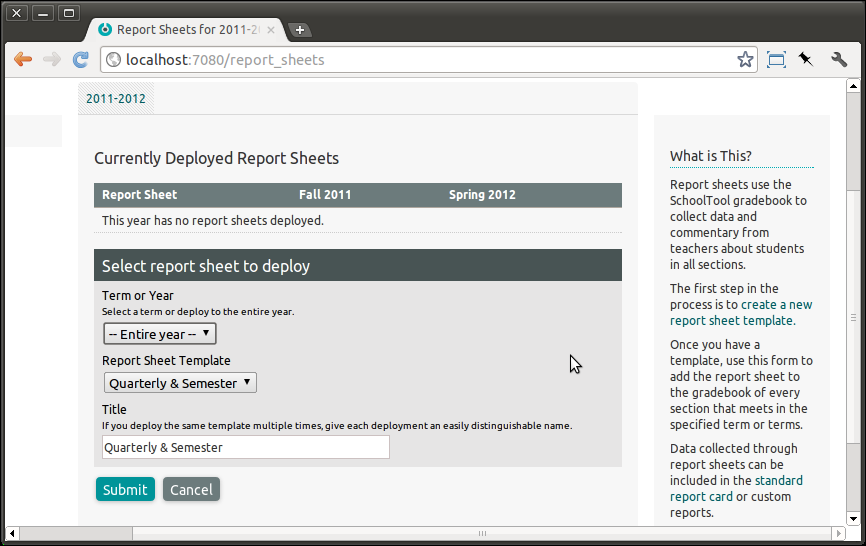 Report Sheets for 2011-2
localhost:7080/report_sheets
2011-2012
Currently Deployed Report Sheets
Report Sheet Fall 2011 Spring 2012
This year has no report sheets deployed.
Select report sheet to deploy
Term or Year
Select a term or deploy to the entire year.
-- Entire year --
Report Sheet Template
Quarterly & Semester
Title
If you deploy the same template multiple times, give each deployment an easily distinguishable name.
Quarterly & Semester
Submit Cancel
What is This?
Report sheets use the
SchoolTool gradebook to
collect data and
commentary from
teachers about students
in all sections.
The first step in the
process is to create a new
report sheet template.
Once you have a
template, use this form to
add the report sheet to
the gradebook of every
section that meets in the
specified term or terms.
Data collected through
report sheets can be
included in the standard
report card or custom
reports.